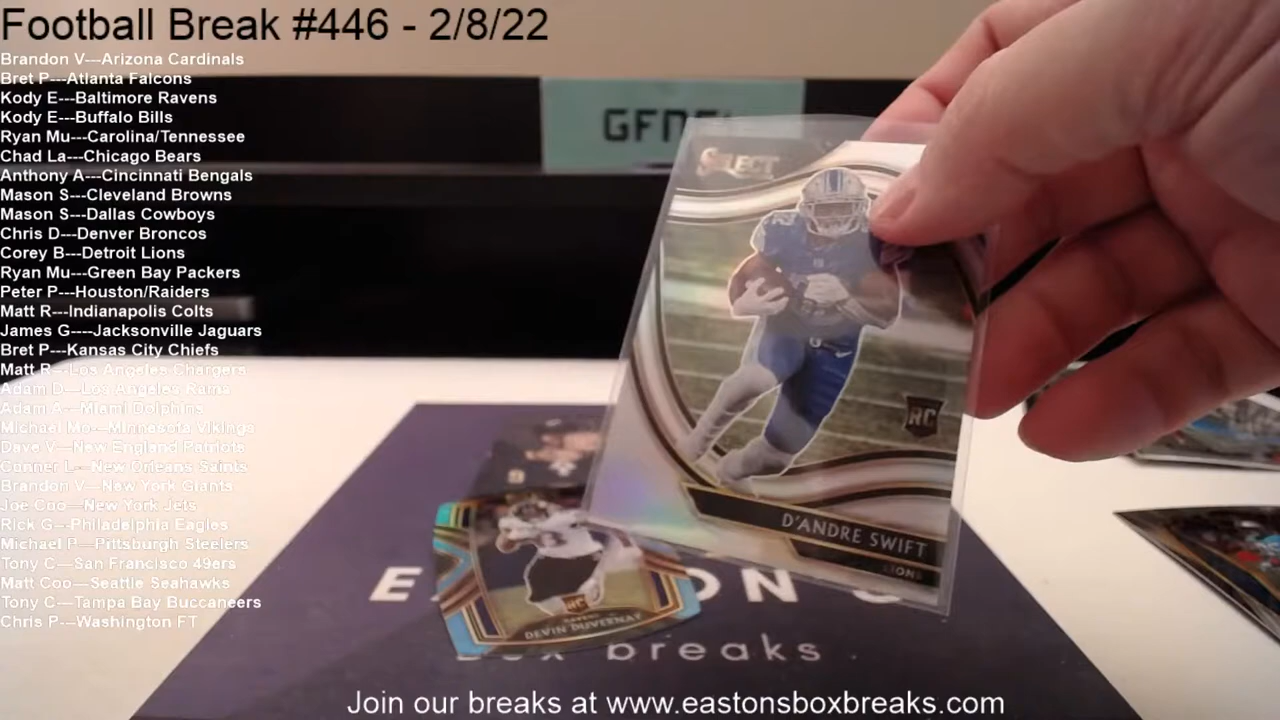 Football Break #446 - 2/8/22
Brandon V---Arizona Cardinals
Bret P---Atlanta Falcons
Kody E---Baltimore Ravens
Kody E---Buffalo Bills
Ryan Mu---Carolina/Tennessee
Chad La---Chicago Bears
Anthony A---Cincinnati Bengals
Mason S---Cleveland Browns
Mason S---Dallas Cowboys
Chris D---Denver Broncos
Corey B---Detroit Lions
Ryan Mu---Green Bay Packers
Peter P---Houston/Raiders
Matt R---Indianapolis Colts
James G----Jacksonville Jaguars
Bret P---Kansas City Chiefs
Matt R---Los Angeles Chargers
Adam D---Los Angeles Rams
Adam A---Miami Dolphins
Michael Mo---Minnesota Vikings
Dave V---New England Patriots
Conner L---New Orleans Saints
Brandon V---New York Giants
Joe Coo---New York Jets
Rick G---Philadelphia Eagles
Michael P---Pittsburgh Steelers
Tony C---San Francisco 49ers
Matt Coo---Seattle Seahawks
Tony C---Tampa Bay Buccaneers
Chris P---Washington FT
SELECT
RC
D'ANDRE SWIFT
LIONS
RC
DEVIN DUVERNAY
breaks
Join our breaks at www.eastonsboxbreaks.com